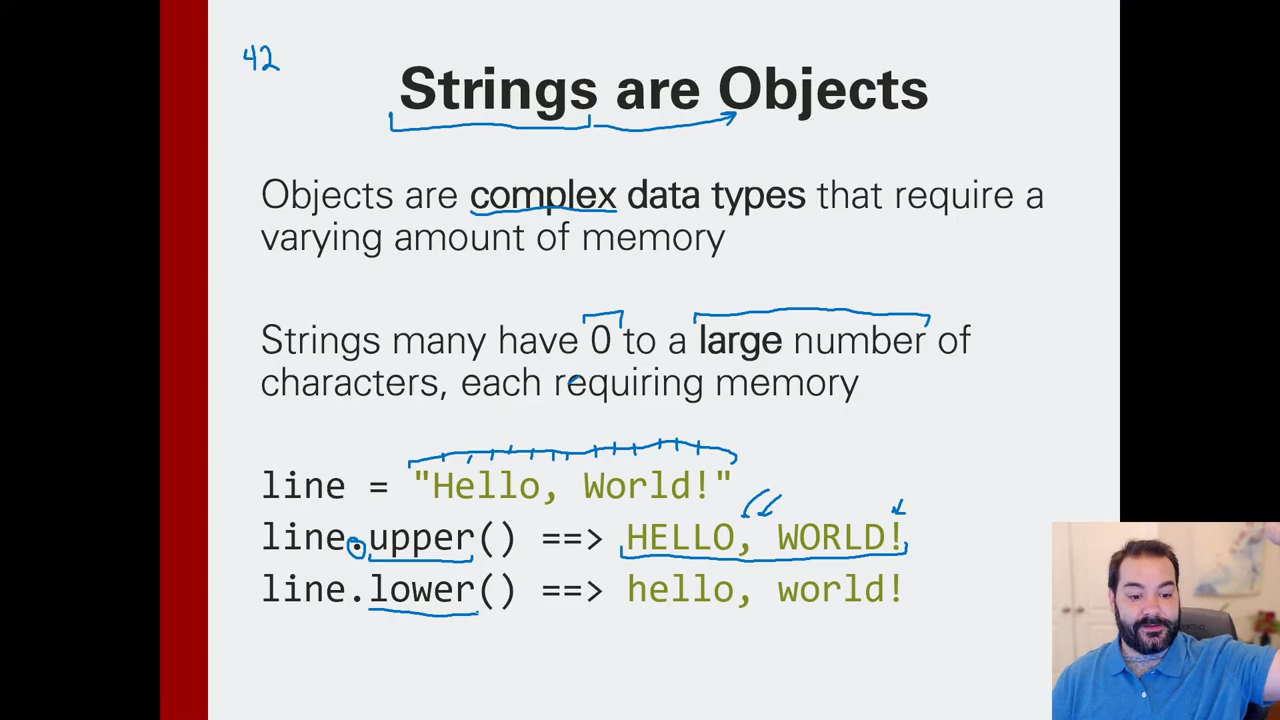 42
Strings are Objects
Objects are complex data types that require a
varying amount of memory
Strings many have 0 to a large number of
characters, each requiring memory
line = "Hello, World!"
line.upper() ==> HELLO, WORLD!
line.lower() ==> hello, world!